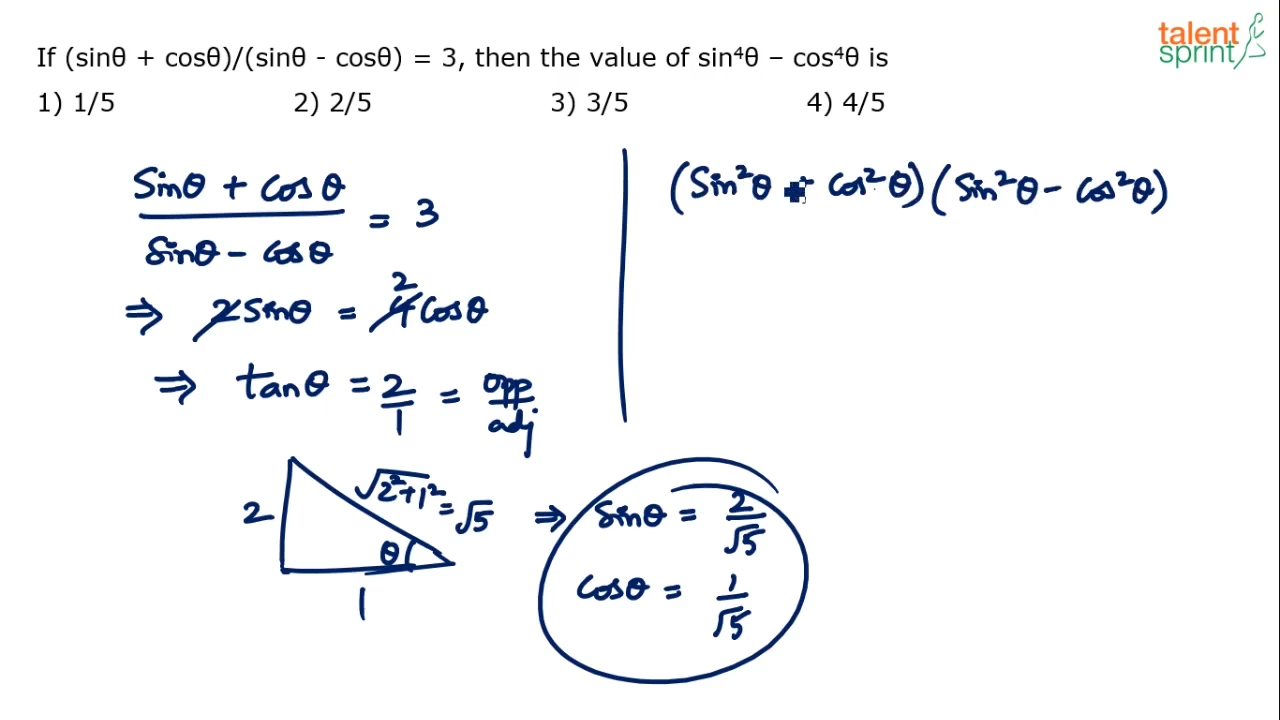 talent
sprint
If (sinθ + cosθ)/(sinθ - cosθ) = 3, then the value of sin⁴θ – cos⁴θ is
1) 1/5 2) 2/5 3) 3/5 4) 4/5
Sinθ + Cosθ
= 3
Sinθ - Cosθ
⇒ 2Sinθ = 4 2 Cosθ
⇒ tanθ = 2/1 = opp/adj
2
√2²+1² = √5
θ
1
⇒ Sinθ = 2/√5
Cosθ = 1/√5
(Sin²θ + Cos²θ)(Sin²θ - Cos²θ)